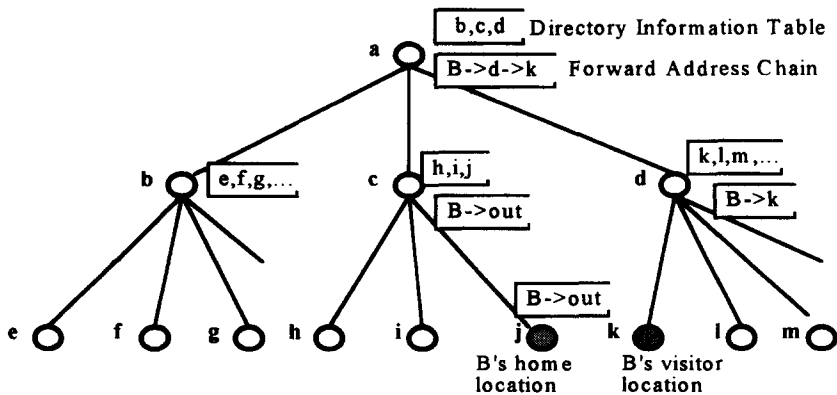 b,c,d Directory Information Table
a
B->d->k Forward Address Chain
b
e,f,g,...
c
h,i,j
B->out
d
k,l,m,...
B->k
B->out
e f g h i j k l m
B's home
location
B's visitor
location